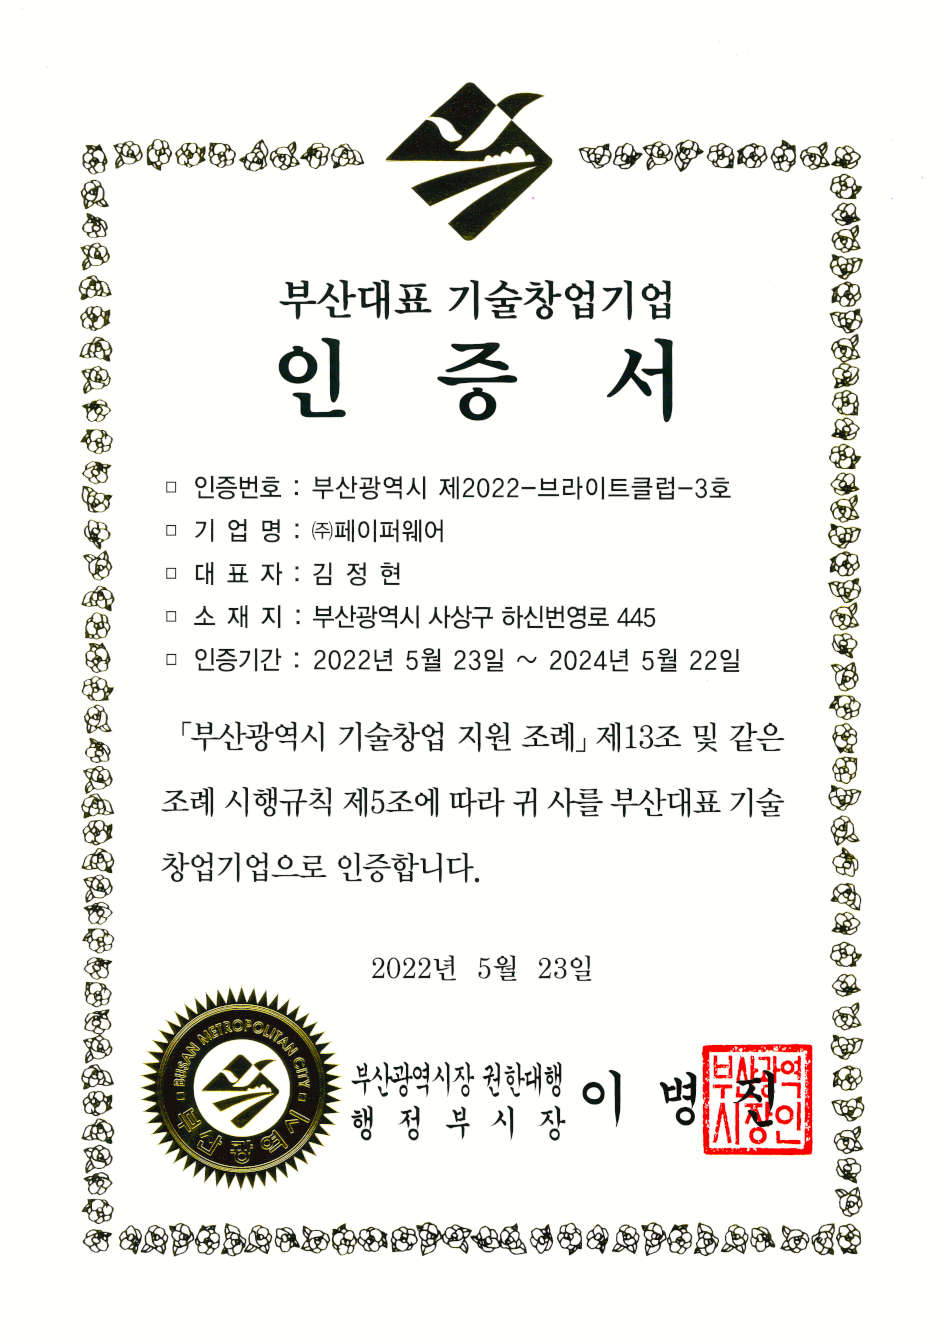 부산대표 기술창업기업
인 증 서
□ 인증번호 : 부산광역시 제2022-브라이트클럽-3호
□ 기 업 명 : ㈜페이퍼웨어
□ 대 표 자 : 김 정 현
□ 소 재 지 : 부산광역시 사상구 하신번영로 445
□ 인증기간 : 2022년 5월 23일 ~ 2024년 5월 22일
「부산광역시 기술창업 지원 조례」 제13조 및 같은
조례 시행규칙 제5조에 따라 귀 사를 부산대표 기술
창업기업으로 인증합니다.
2022년 5월 23일
BUSAN METROPOLITAN CITY
부산광역시
부산광역시장 권한대행
행 정 부 시 장
이 병 진
부산광역
시장인